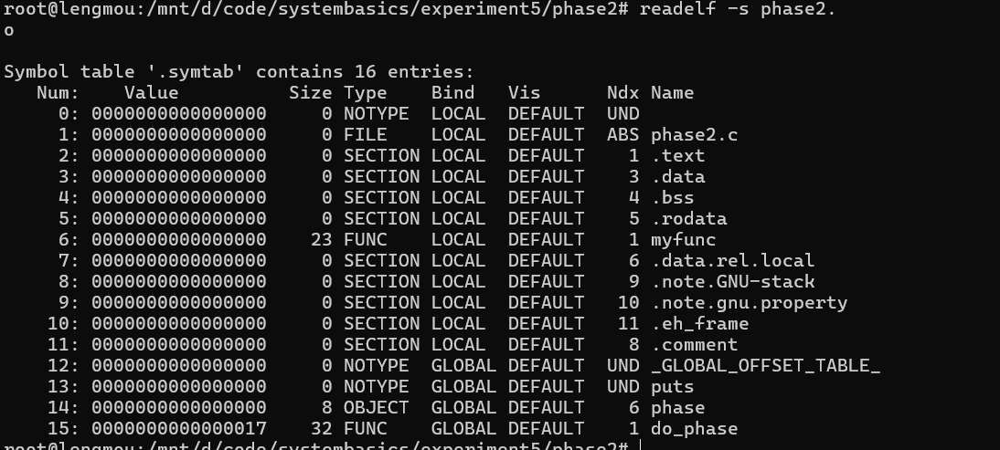 root@lengmou:/mnt/d/code/systembasics/experiment5/phase2# readelf -s phase2.
o
Symbol table '.symtab' contains 16 entries:
   Num:    Value          Size Type    Bind   Vis      Ndx Name
     0: 0000000000000000     0 NOTYPE  LOCAL  DEFAULT  UND
     1: 0000000000000000     0 FILE    LOCAL  DEFAULT  ABS phase2.c
     2: 0000000000000000     0 SECTION LOCAL  DEFAULT    1 .text
     3: 0000000000000000     0 SECTION LOCAL  DEFAULT    3 .data
     4: 0000000000000000     0 SECTION LOCAL  DEFAULT    4 .bss
     5: 0000000000000000     0 SECTION LOCAL  DEFAULT    5 .rodata
     6: 0000000000000000    23 FUNC    LOCAL  DEFAULT    1 myfunc
     7: 0000000000000000     0 SECTION LOCAL  DEFAULT    6 .data.rel.local
     8: 0000000000000000     0 SECTION LOCAL  DEFAULT    9 .note.GNU-stack
     9: 0000000000000000     0 SECTION LOCAL  DEFAULT   10 .note.gnu.property
    10: 0000000000000000     0 SECTION LOCAL  DEFAULT   11 .eh_frame
    11: 0000000000000000     0 SECTION LOCAL  DEFAULT    8 .comment
    12: 0000000000000000     0 NOTYPE  GLOBAL DEFAULT  UND _GLOBAL_OFFSET_TABLE_
    13: 0000000000000000     0 NOTYPE  GLOBAL DEFAULT  UND puts
    14: 0000000000000000     8 OBJECT  GLOBAL DEFAULT    6 phase
    15: 0000000000000017    32 FUNC    GLOBAL DEFAULT    1 do_phase
root@lengmou:/mnt/d/code/systembasics/experiment5/phase2#